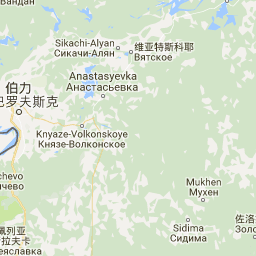 Sikachi-Alyan
Сикачи-Алян
维亚特斯科耶
Вятское
Anastasyevka
Анастасьевка
伯力
巴罗夫斯克
Knyaze-Volkonskoye
Князе-Волконское
Mukhen
Мухен
Sidima
Сидима